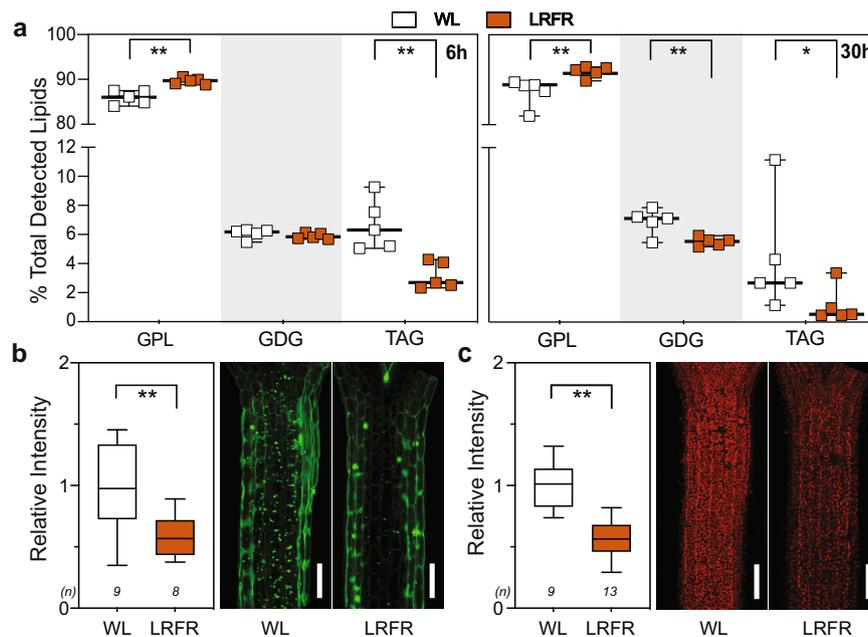 WL LRFR
a
% Total Detected Lipids
100
90
80
12
10
8
6
4
2
0
** ** 6h
** ** * 30h
GPL GDG TAG
GPL GDG TAG
b
Relative Intensity
2
1
0
**
(n) 9 8
WL LRFR WL LRFR
c
Relative Intensity
2
1
0
**
(n) 9 13
WL LRFR WL LRFR